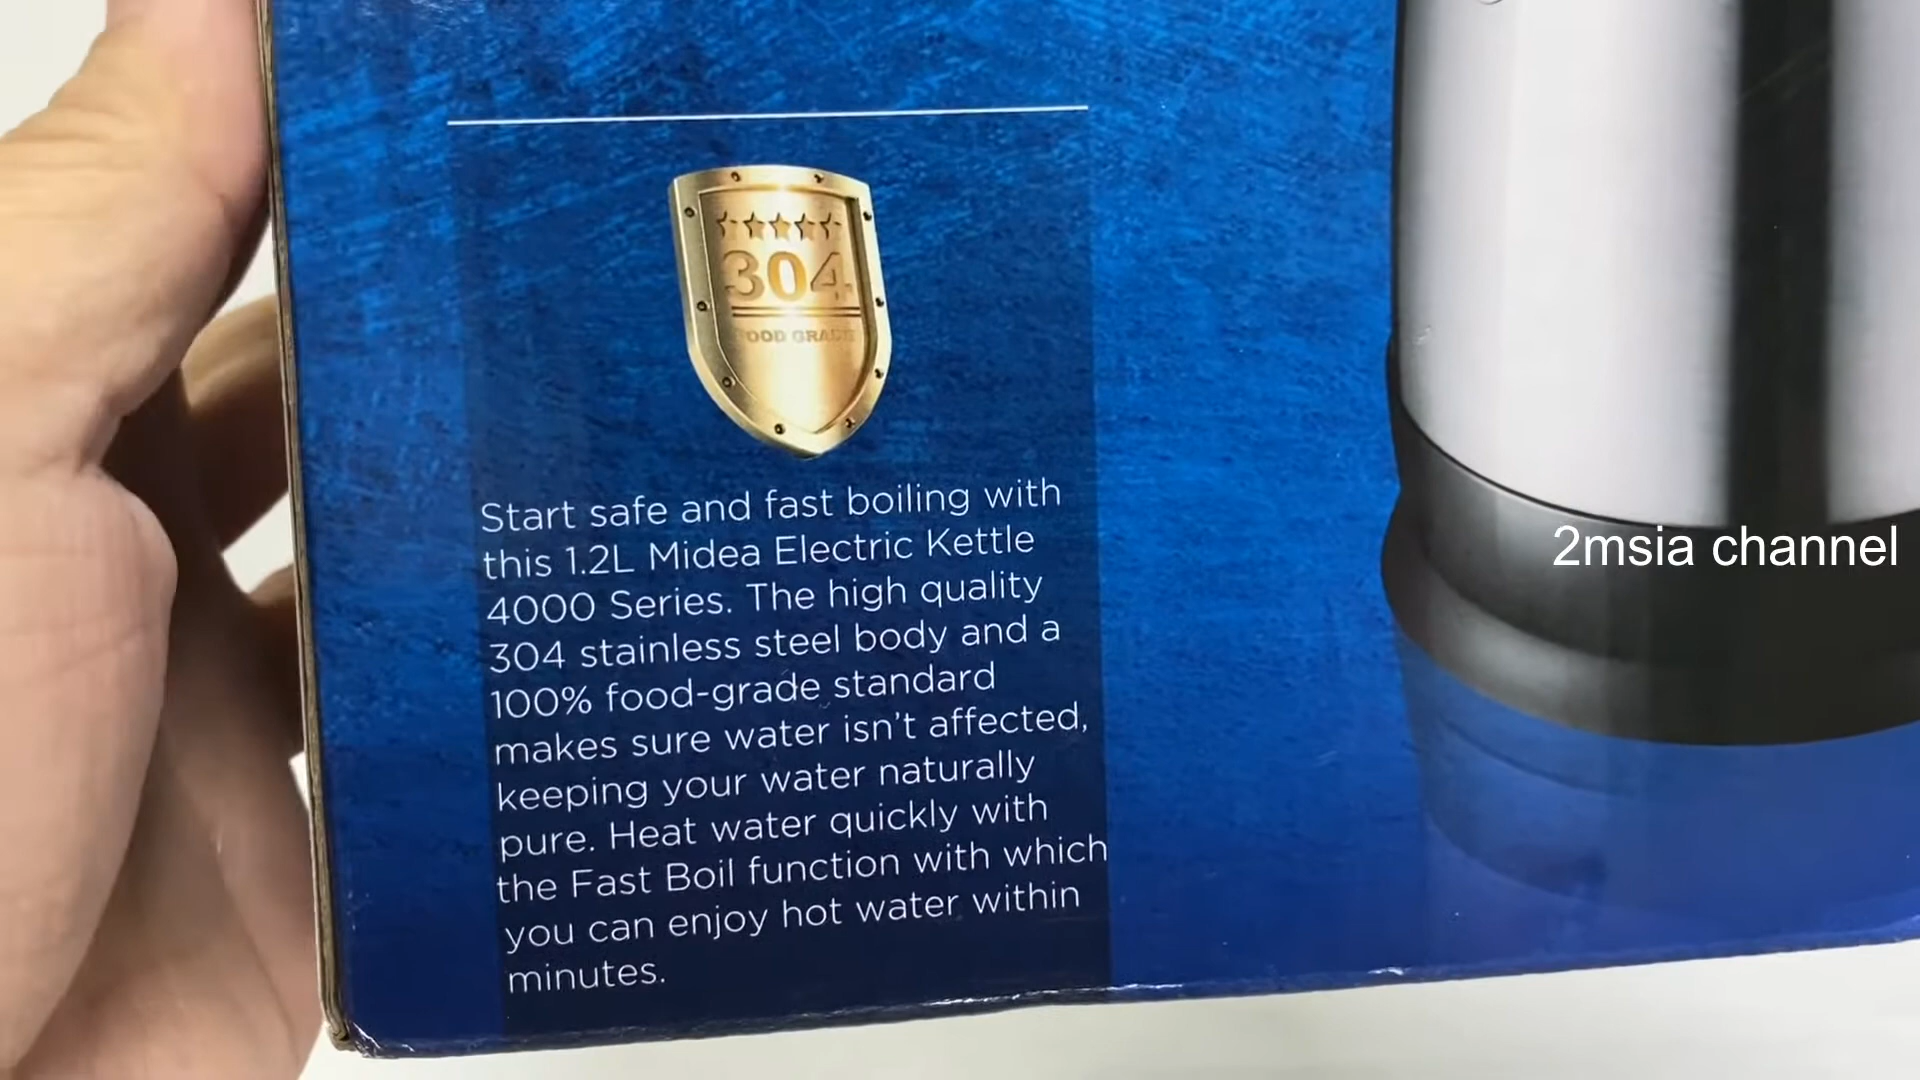 304
FOOD GRADE
Start safe and fast boiling with
this 1.2L Midea Electric Kettle
4000 Series. The high quality
304 stainless steel body and a
100% food-grade standard
makes sure water isn't affected,
keeping your water naturally
pure. Heat water quickly with
the Fast Boil function with which
you can enjoy hot water within
minutes.
2msia channel